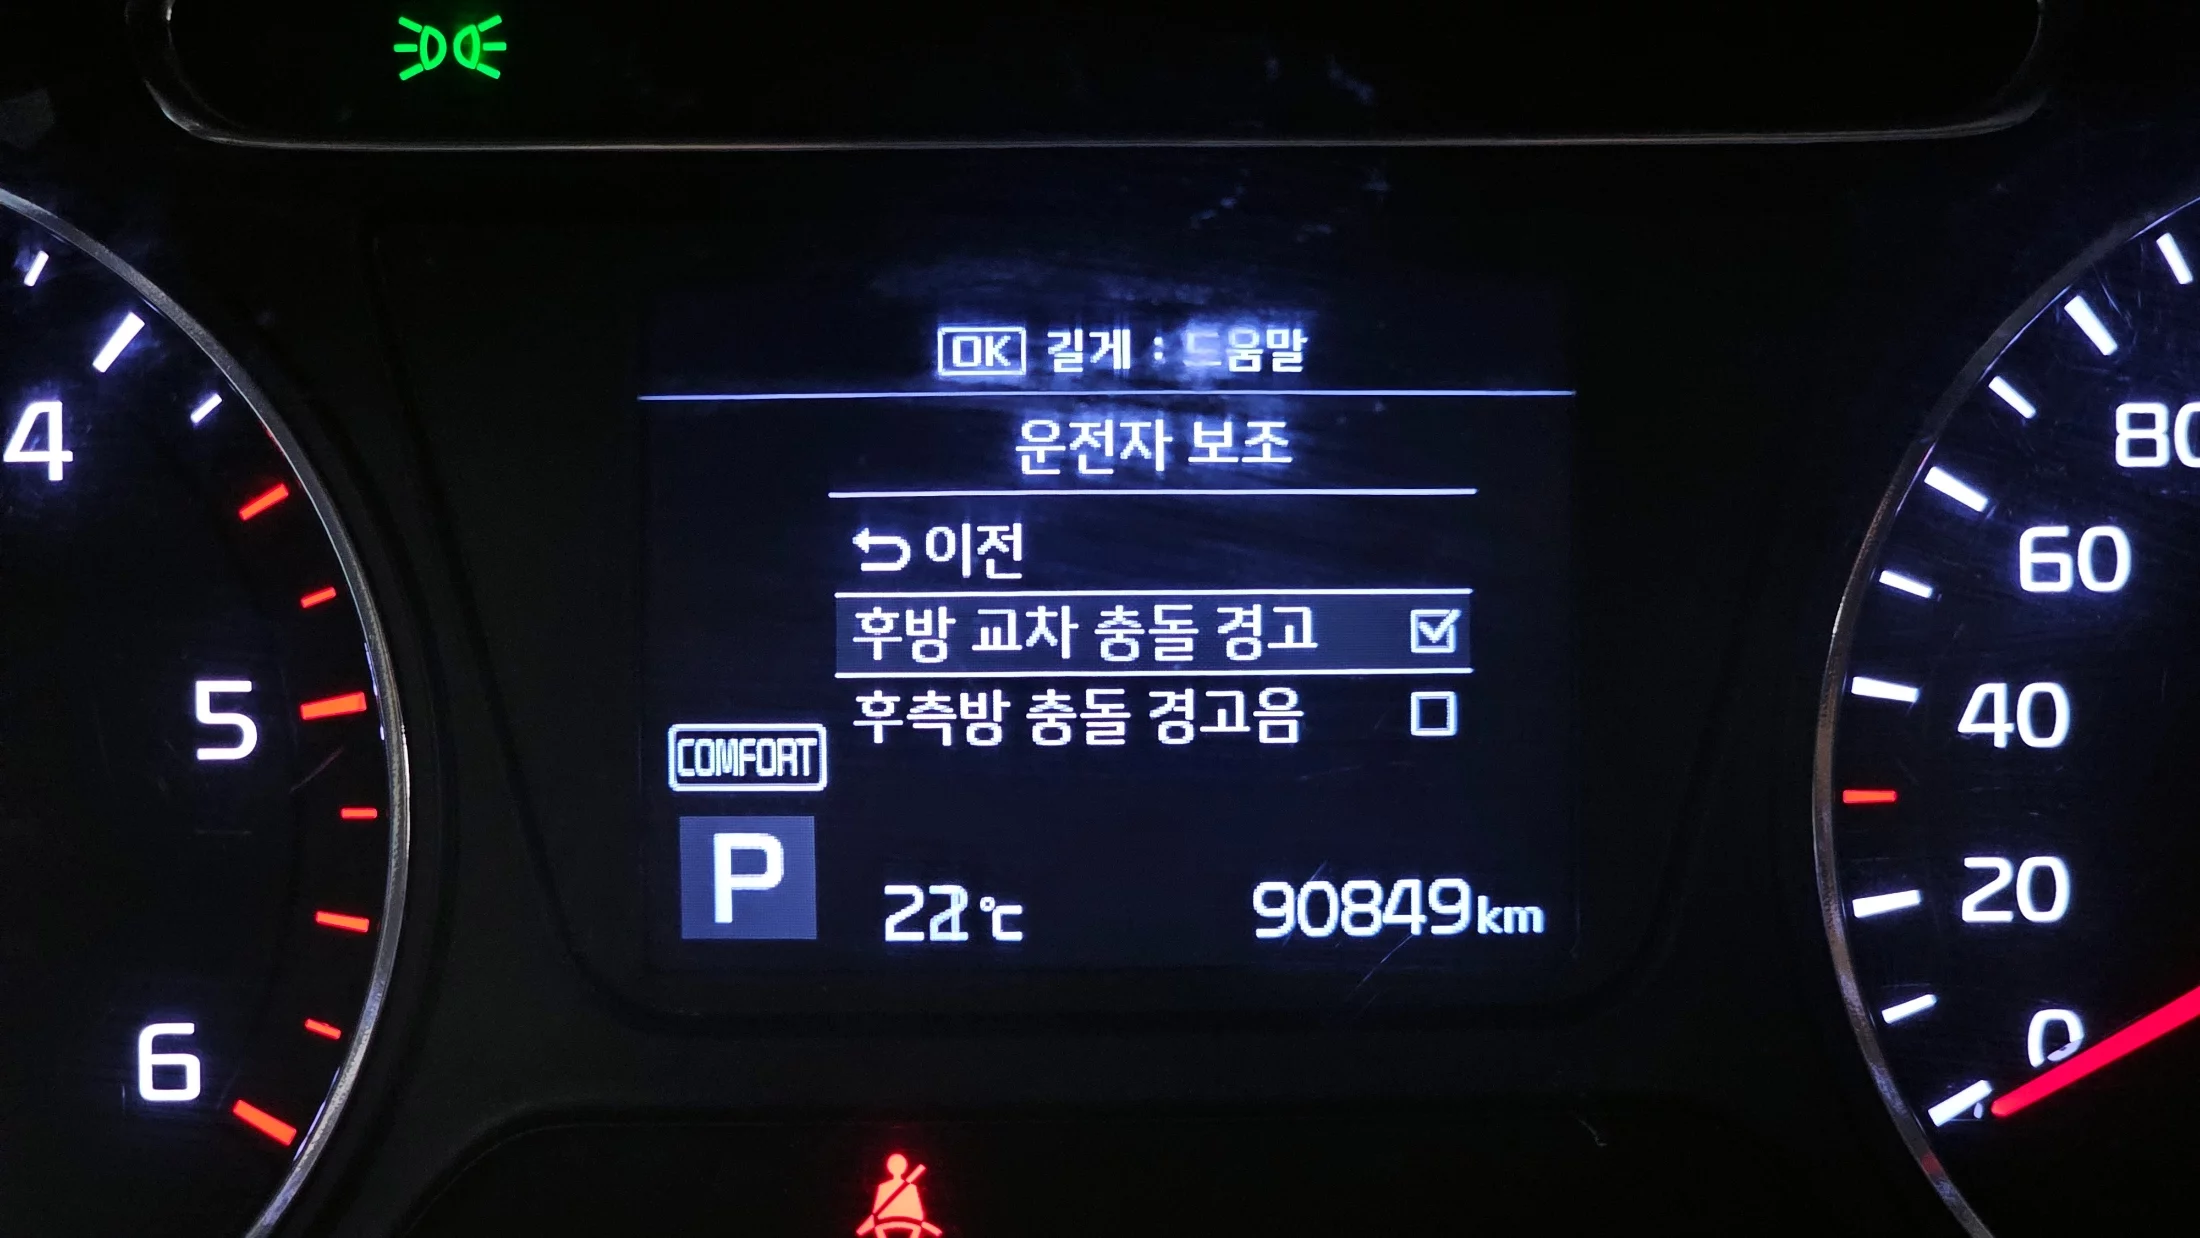 OK 길게 : 도움말
운전자 보조
이전
후방 교차 충돌 경고
후측방 충돌 경고음
COMFORT
P
90849 km
4
5
6
80
60
40
20
0